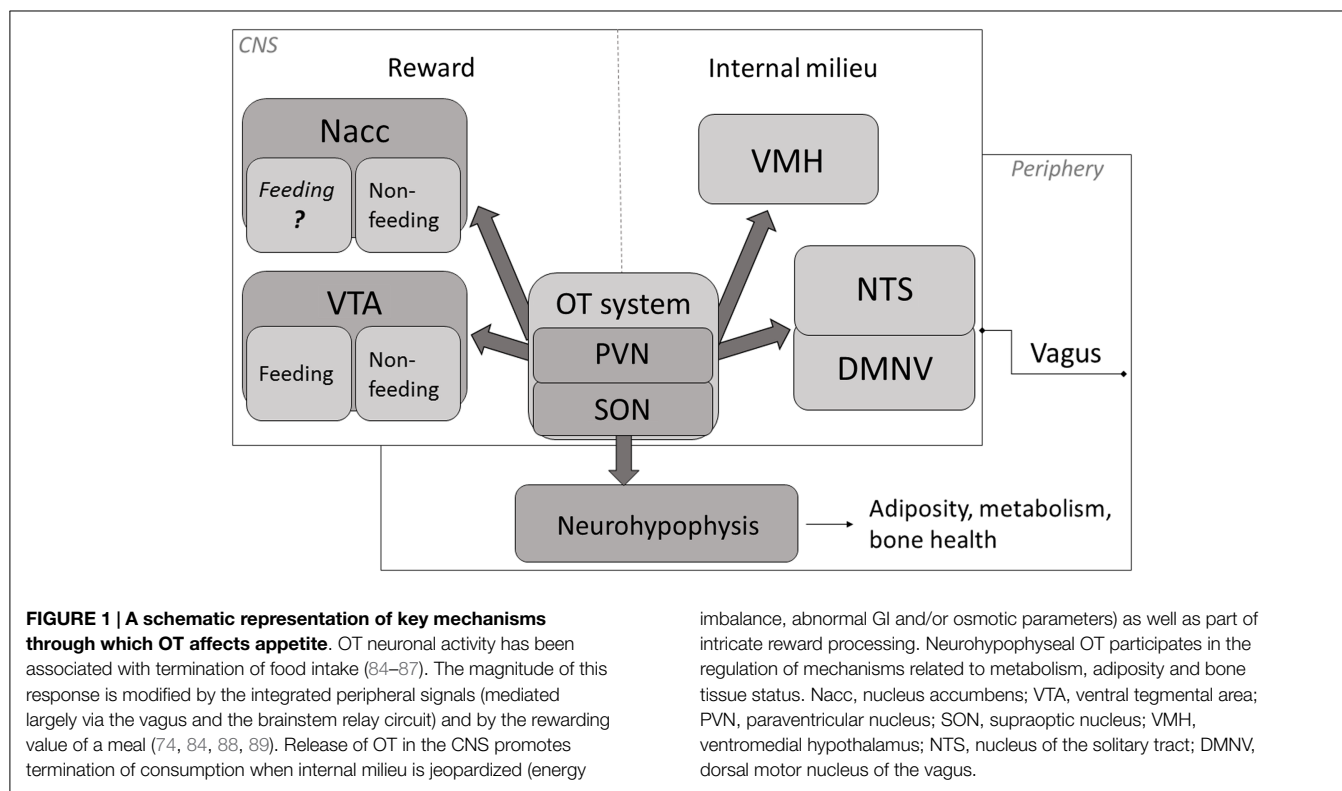 CNS
Reward
Internal milieu
Nacc
Feeding
?
Non-
feeding
VMH
Periphery
VTA
Feeding
Non-
feeding
OT system
PVN
SON
NTS
DMNV
Vagus
Neurohypophysis
Adiposity, metabolism,
bone health
FIGURE 1 | A schematic representation of key mechanisms
through which OT affects appetite. OT neuronal activity has been
associated with termination of food intake (84–87). The magnitude of this
response is modified by the integrated peripheral signals (mediated
largely via the vagus and the brainstem relay circuit) and by the rewarding
value of a meal (74, 84, 88, 89). Release of OT in the CNS promotes
termination of consumption when internal milieu is jeopardized (energy
imbalance, abnormal GI and/or osmotic parameters) as well as part of
intricate reward processing. Neurohypophyseal OT participates in the
regulation of mechanisms related to metabolism, adiposity and bone
tissue status. Nacc, nucleus accumbens; VTA, ventral tegmental area;
PVN, paraventricular nucleus; SON, supraoptic nucleus; VMH,
ventromedial hypothalamus; NTS, nucleus of the solitary tract; DMNV,
dorsal motor nucleus of the vagus.